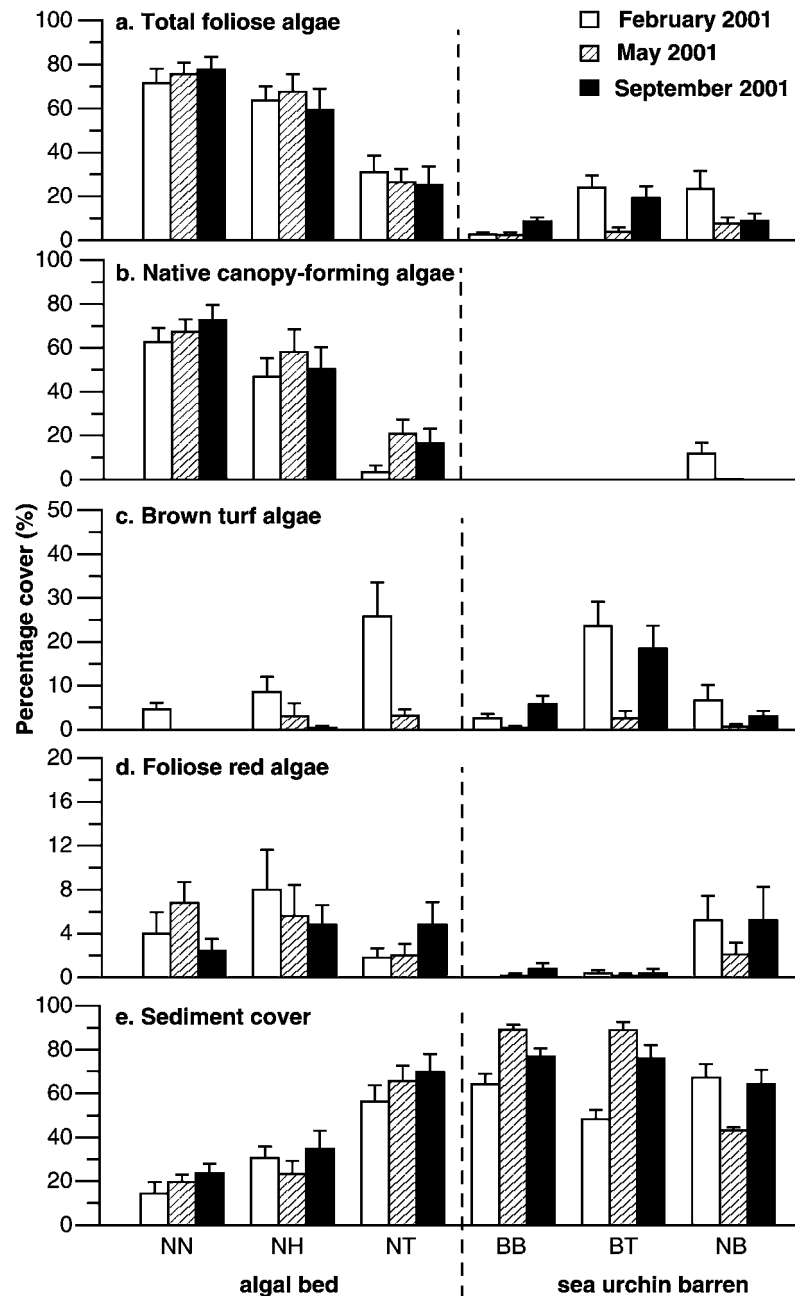 100
a. Total foliose algae
February 2001
May 2001
September 2001
80
60
40
20
0
100
b. Native canopy-forming algae
80
60
40
20
0
Percentage cover (%)
50
c. Brown turf algae
40
30
20
10
0
20
d. Foliose red algae
16
12
8
4
0
100
e. Sediment cover
80
60
40
20
0
NN NH NT BB BT NB
algal bed sea urchin barren